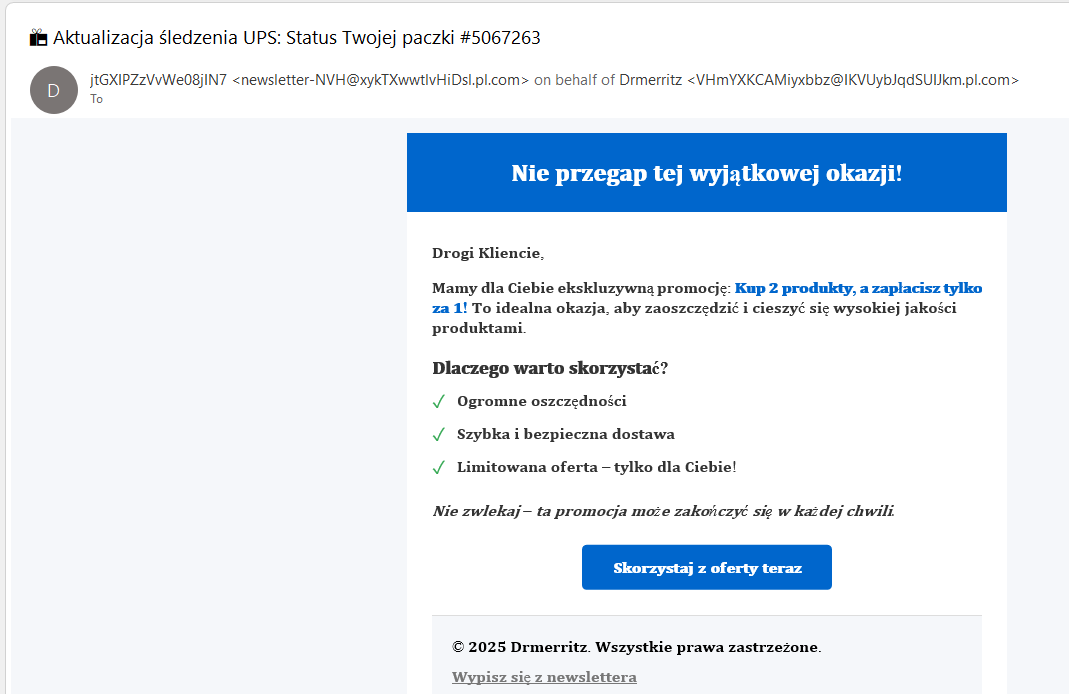 Aktualizacja śledzenia UPS: Status Twojej paczki #5067263
D
jtGXIPZzVvWe08jIN7 <newsletter-NVH@xykTXwwtlvHiDsl.pl.com> on behalf of Drmerritz <VHmYXKCAMiyxbbz@IKVUybJqdSUIJkm.pl.com>
To
Nie przegap tej wyjątkowej okazji!
Drogi Kliencie,
Mamy dla Ciebie ekskluzywną promocję: Kup 2 produkty, a zapłacisz tylko
za 1! To idealna okazja, aby zaoszczędzić i cieszyć się wysokiej jakości
produktami.
Dlaczego warto skorzystać?
✓ Ogromne oszczędności
✓ Szybka i bezpieczna dostawa
✓ Limitowana oferta – tylko dla Ciebie!
Nie zwlekaj – ta promocja może zakończyć się w każdej chwili.
Skorzystaj z oferty teraz
© 2025 Drmerritz. Wszystkie prawa zastrzeżone.
Wypisz się z newslettera